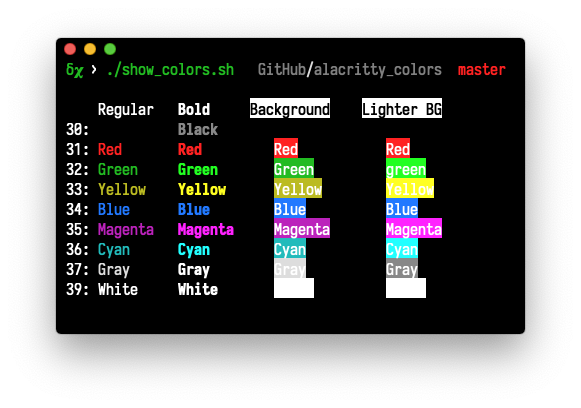 δχ › ./show_colors.sh GitHub/alacritty_colors master
Regular Bold Background Lighter BG
30: Black
31: Red Red Red Red
32: Green Green Green green
33: Yellow Yellow Yellow Yellow
34: Blue Blue Blue Blue
35: Magenta Magenta Magenta Magenta
36: Cyan Cyan Cyan Cyan
37: Gray Gray Gray Gray
39: White White